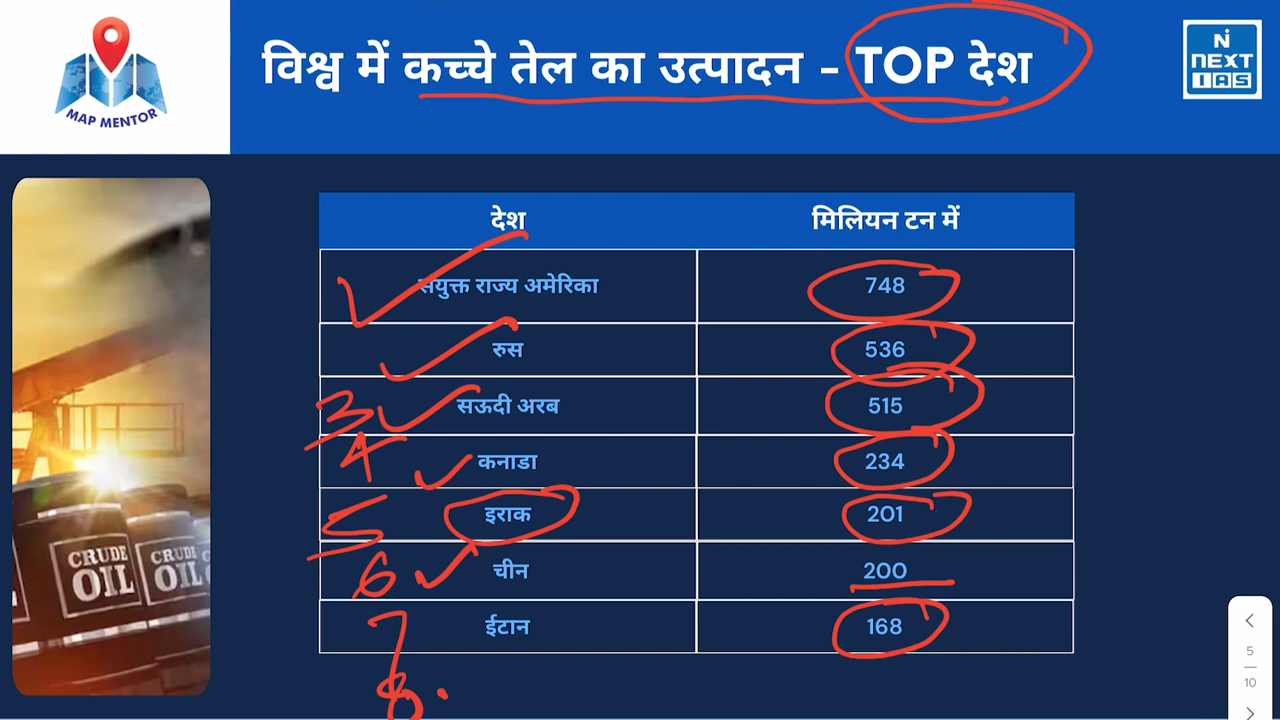 MAP MENTOR
विश्व में कच्चे तेल का उत्पादन - TOP देश
NEXT
IAS
देश मिलियन टन में
सयुक्त राज्य अमेरिका 748
रुस 536
3 सऊदी अरब 515
4 कनाडा 234
5 इराक 201
6 चीन 200
7 ईटान 168
8.
CRUDE
OIL
CRUDE
OIL
5
10